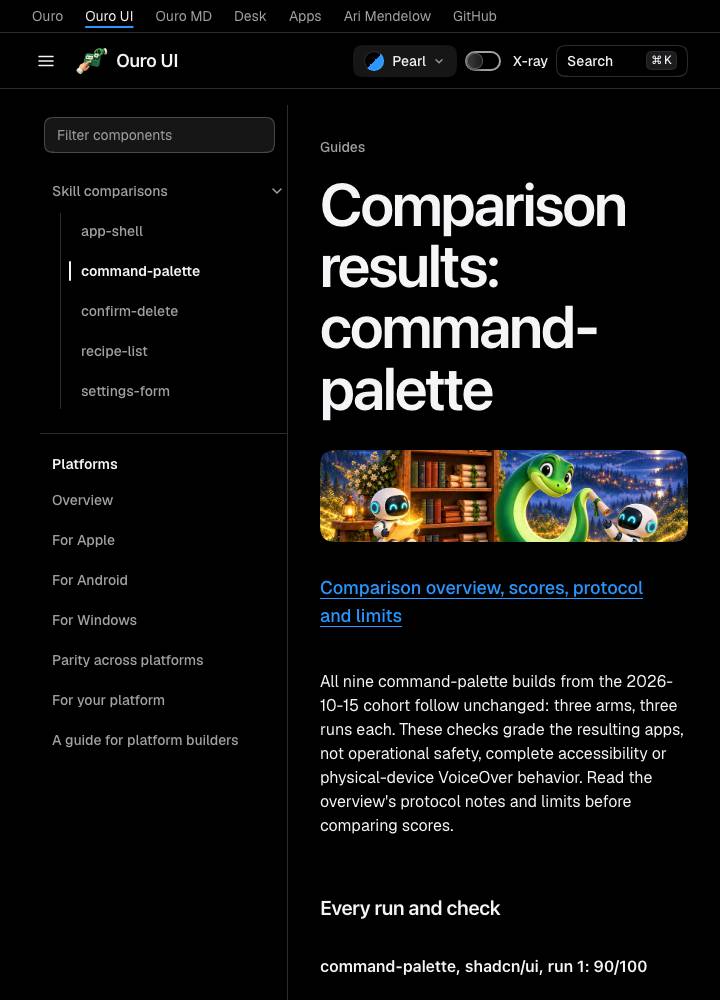 Ouro
Ouro UI
Ouro MD
Desk
Apps
Ari Mendelow
GitHub
Ouro UI
Pearl
X-ray
Search
⌘ K
Filter components
Skill comparisons
app-shell
command-palette
confirm-delete
recipe-list
settings-form
Platforms
Overview
For Apple
For Android
For Windows
Parity across platforms
For your platform
A guide for platform builders
Guides
Comparison
results:
command-
palette
Comparison overview, scores, protocol
and limits
All nine command-palette builds from the 2026-
10-15 cohort follow unchanged: three arms, three
runs each. These checks grade the resulting apps,
not operational safety, complete accessibility or
physical-device VoiceOver behavior. Read the
overview's protocol notes and limits before
comparing scores.
Every run and check
command-palette, shadcn/ui, run 1: 90/100